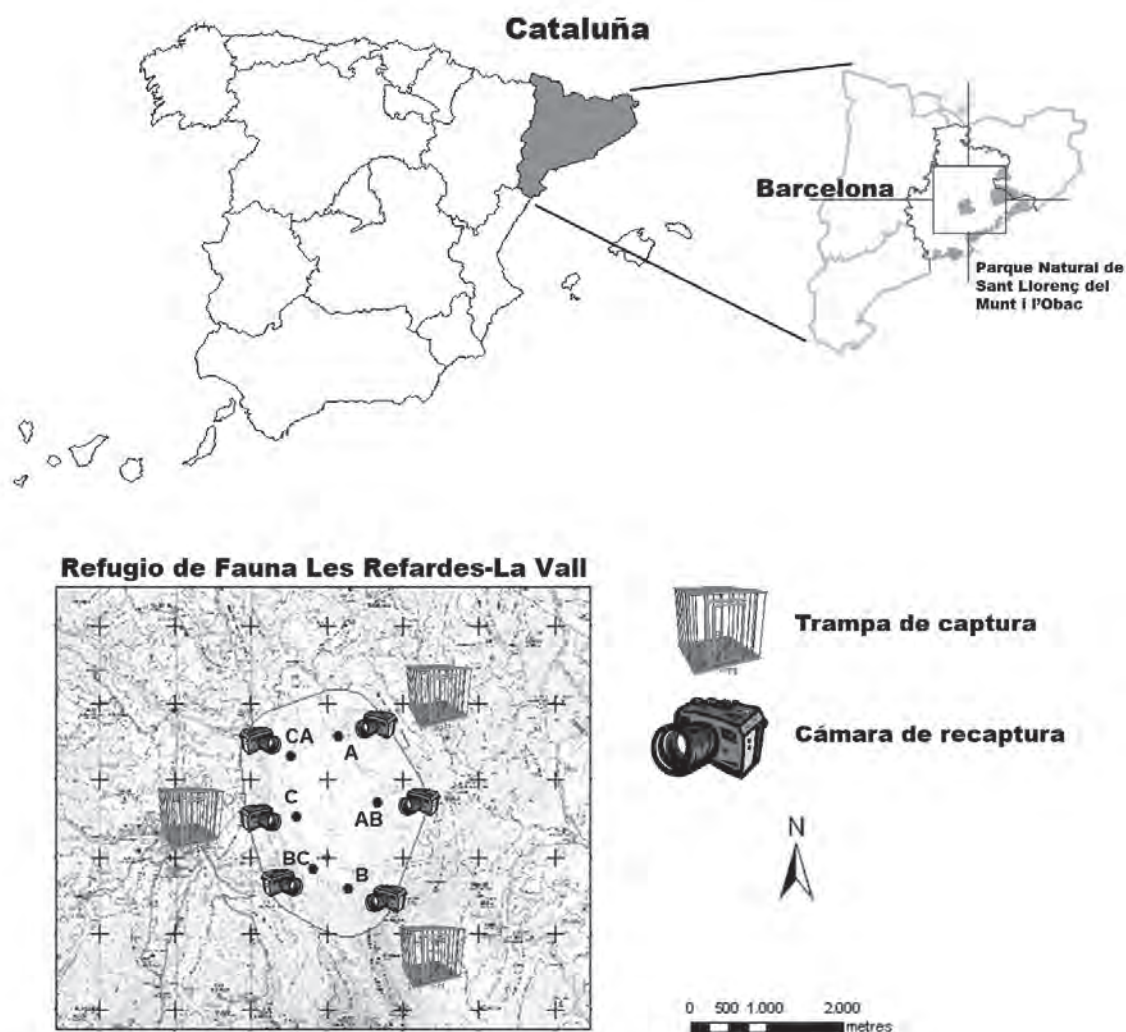 Cataluña
Barcelona
Parque Natural de
Sant Llorenç del
Munt i l'Obac
Refugio de Fauna Les Refardes-La Vall
CA
A
C
AB
BC
B
Trampa de captura
Cámara de recaptura
N
0 500 1.000 2.000
metres